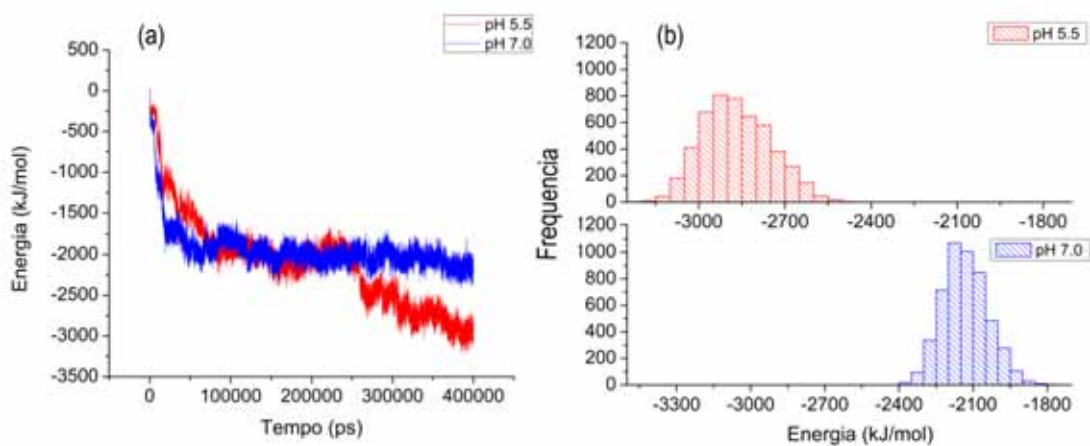 (a)
pH 5.5
pH 7.0
500
0
-500
-1000
-1500
-2000
-2500
-3000
-3500
Energia (kJ/mol)
0 100000 200000 300000 400000
Tempo (ps)
(b)
pH 5.5
1200
1000
800
600
400
200
0
-3000 -2700 -2400 -2100 -1800
Frequencia
pH 7.0
1000
800
600
400
200
0
-3300 -3000 -2700 -2400 -2100 -1800
Energia (kJ/mol)